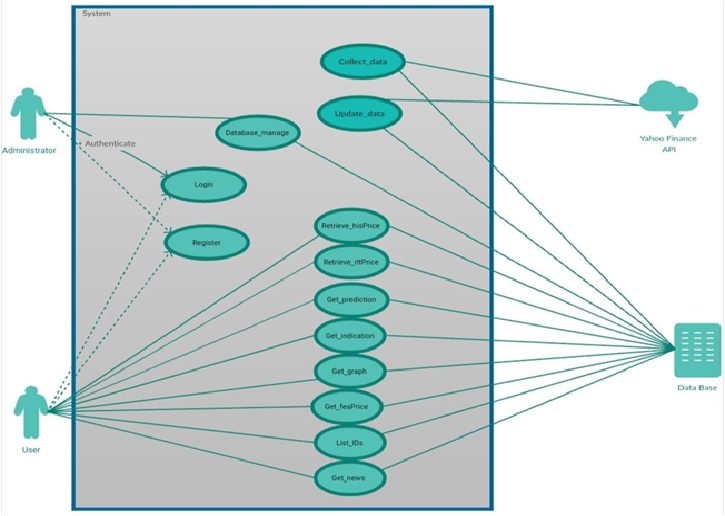 System
Collect_data
Update_data
Yahoo Finance
API
Database_manage
Administrator
Authenticate
Login
Register
Retrieve_hisPrice
Retrieve_rltPrice
Get_prediction
Get_indication
Get_graph
Get_feaPrice
List_IDs
Get_news
User
Data Base